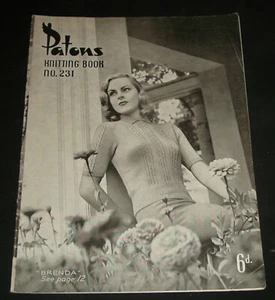 Patons
KNITTING BOOK
NO. 231
"BRENDA"
See page 12
6d.